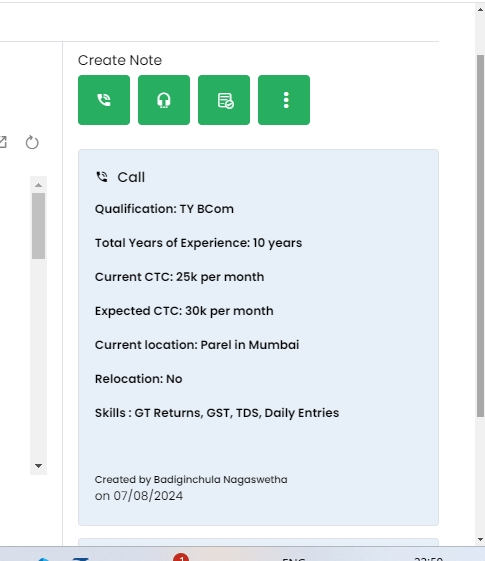 Create Note
Call
Qualification: TY BCom
Total Years of Experience: 10 years
Current CTC: 25k per month
Expected CTC: 30k per month
Current location: Parel in Mumbai
Relocation: No
Skills : GT Returns, GST, TDS, Daily Entries
Created by Badiginchula Nagaswetha
on 07/08/2024
1